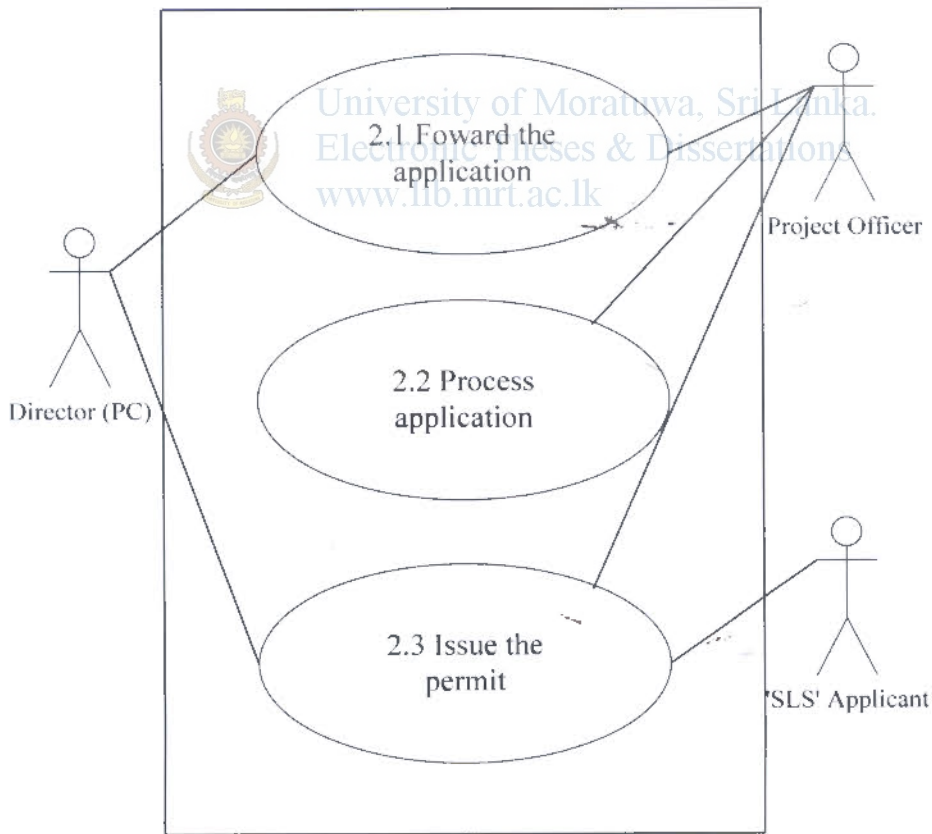 University of Moratuwa, Sri Lanka.
Electronic Theses & Dissertations
www.lib.mrt.ac.lk
2.1 Foward the
application
Project Officer
Director (PC)
2.2 Process
application
2.3 Issue the
permit
'SLS' Applicant